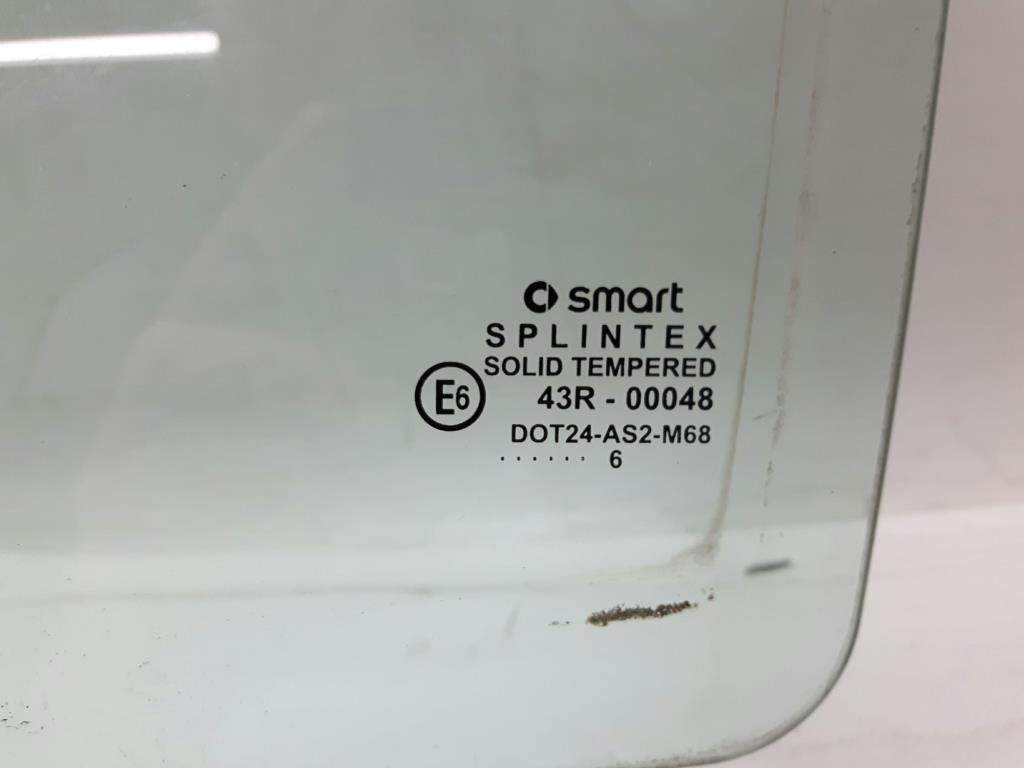 smart
SPLINTEX
SOLID TEMPERED
E6
43R - 00048
DOT24-AS2-M68
...... 6